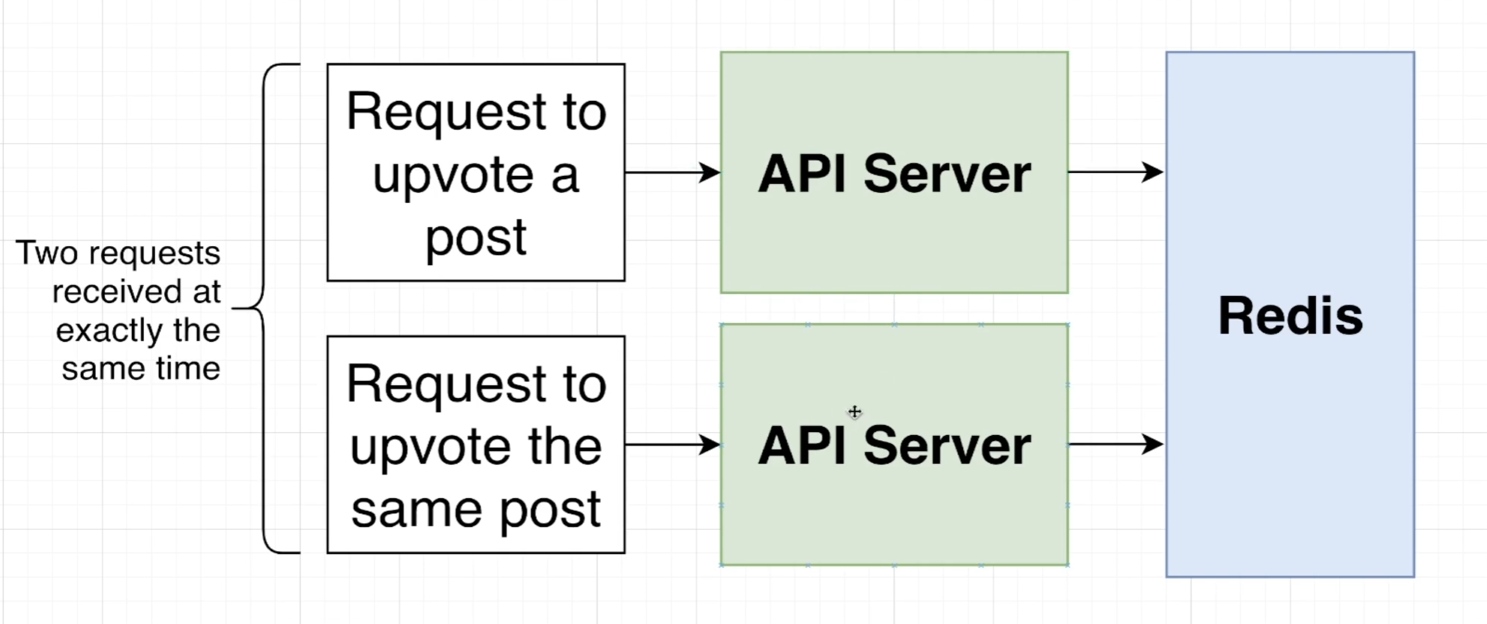 Two requests
received at
exactly the
same time
Request to
upvote a
post
API Server
Request to
upvote the
same post
API Server
Redis